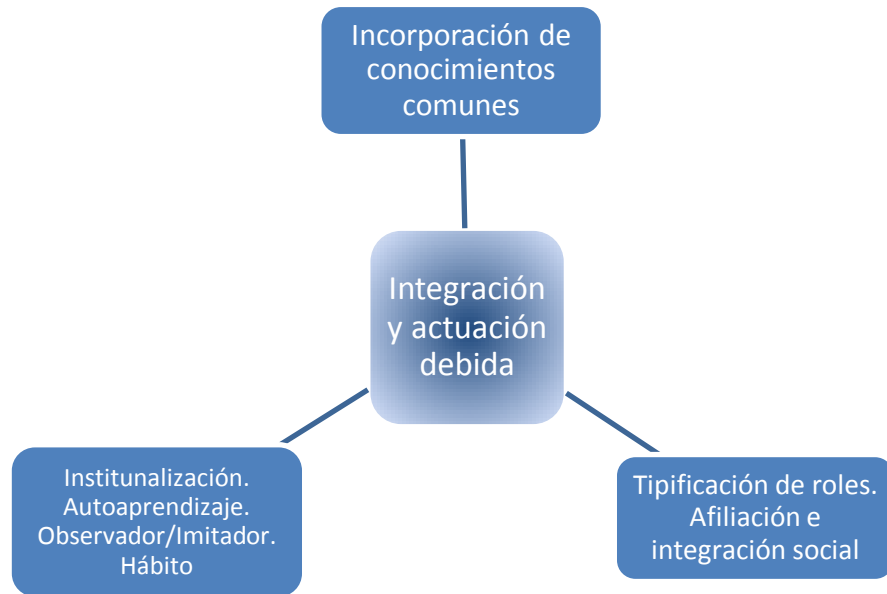 Incorporación de
conocimientos
comunes
Integración
y actuación
debida
Institunalización.
Autoaprendizaje.
Observador/Imitador.
Hábito
Tipificación de roles.
Afiliación e
integración social